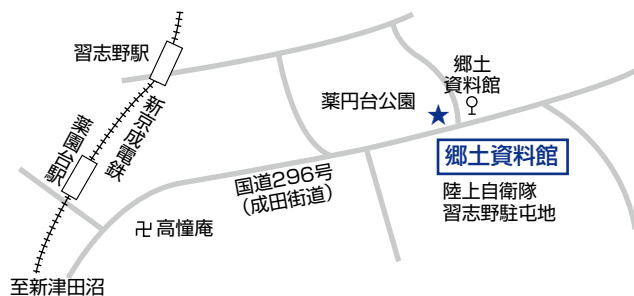 習志野駅
新京成電鉄
薬園台駅
薬円台公園
郷土
資料館
郷土資料館
陸上自衛隊
習志野駐屯地
国道296号
(成田街道)
卍高憧庵
至新津田沼